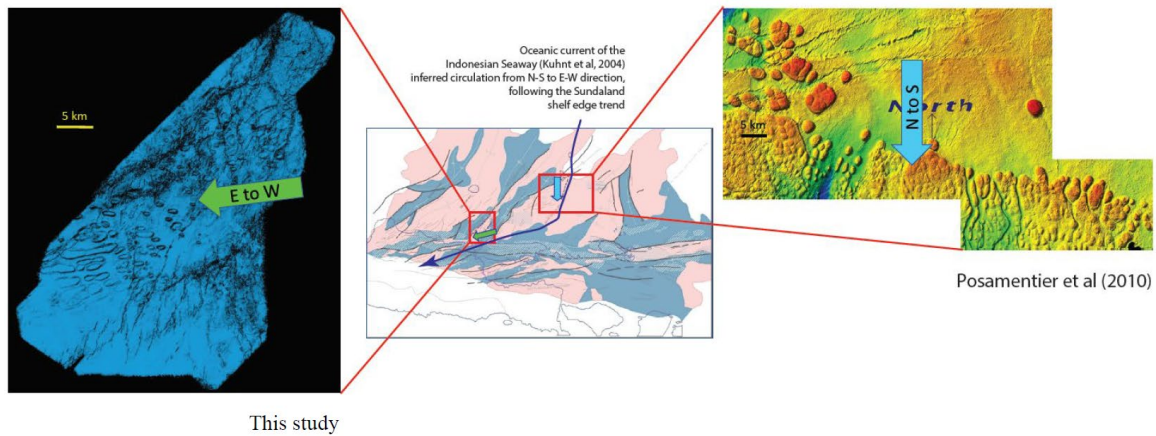 5 km
E to W
This study
Oceanic current of the
Indonesian Seaway (Kuhnt et al, 2004)
inferred circulation from N-S to E-W direction,
following the Sundaland
shelf edge trend
5 km
North
N to S
Posamentier et al (2010)